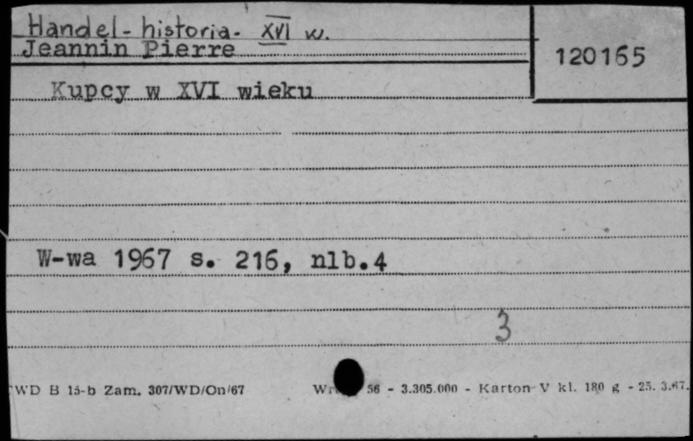 Handel - historia - XVI w.
Jeannin Pierre
120165
Kupcy w XVI wieku
W-wa 1967 s. 216, nlb.4
3
WD B 15-b Zam. 307/WD/On/67 56 - 3.305.000 - Karton V kl. 180 g - 25. 3.67.